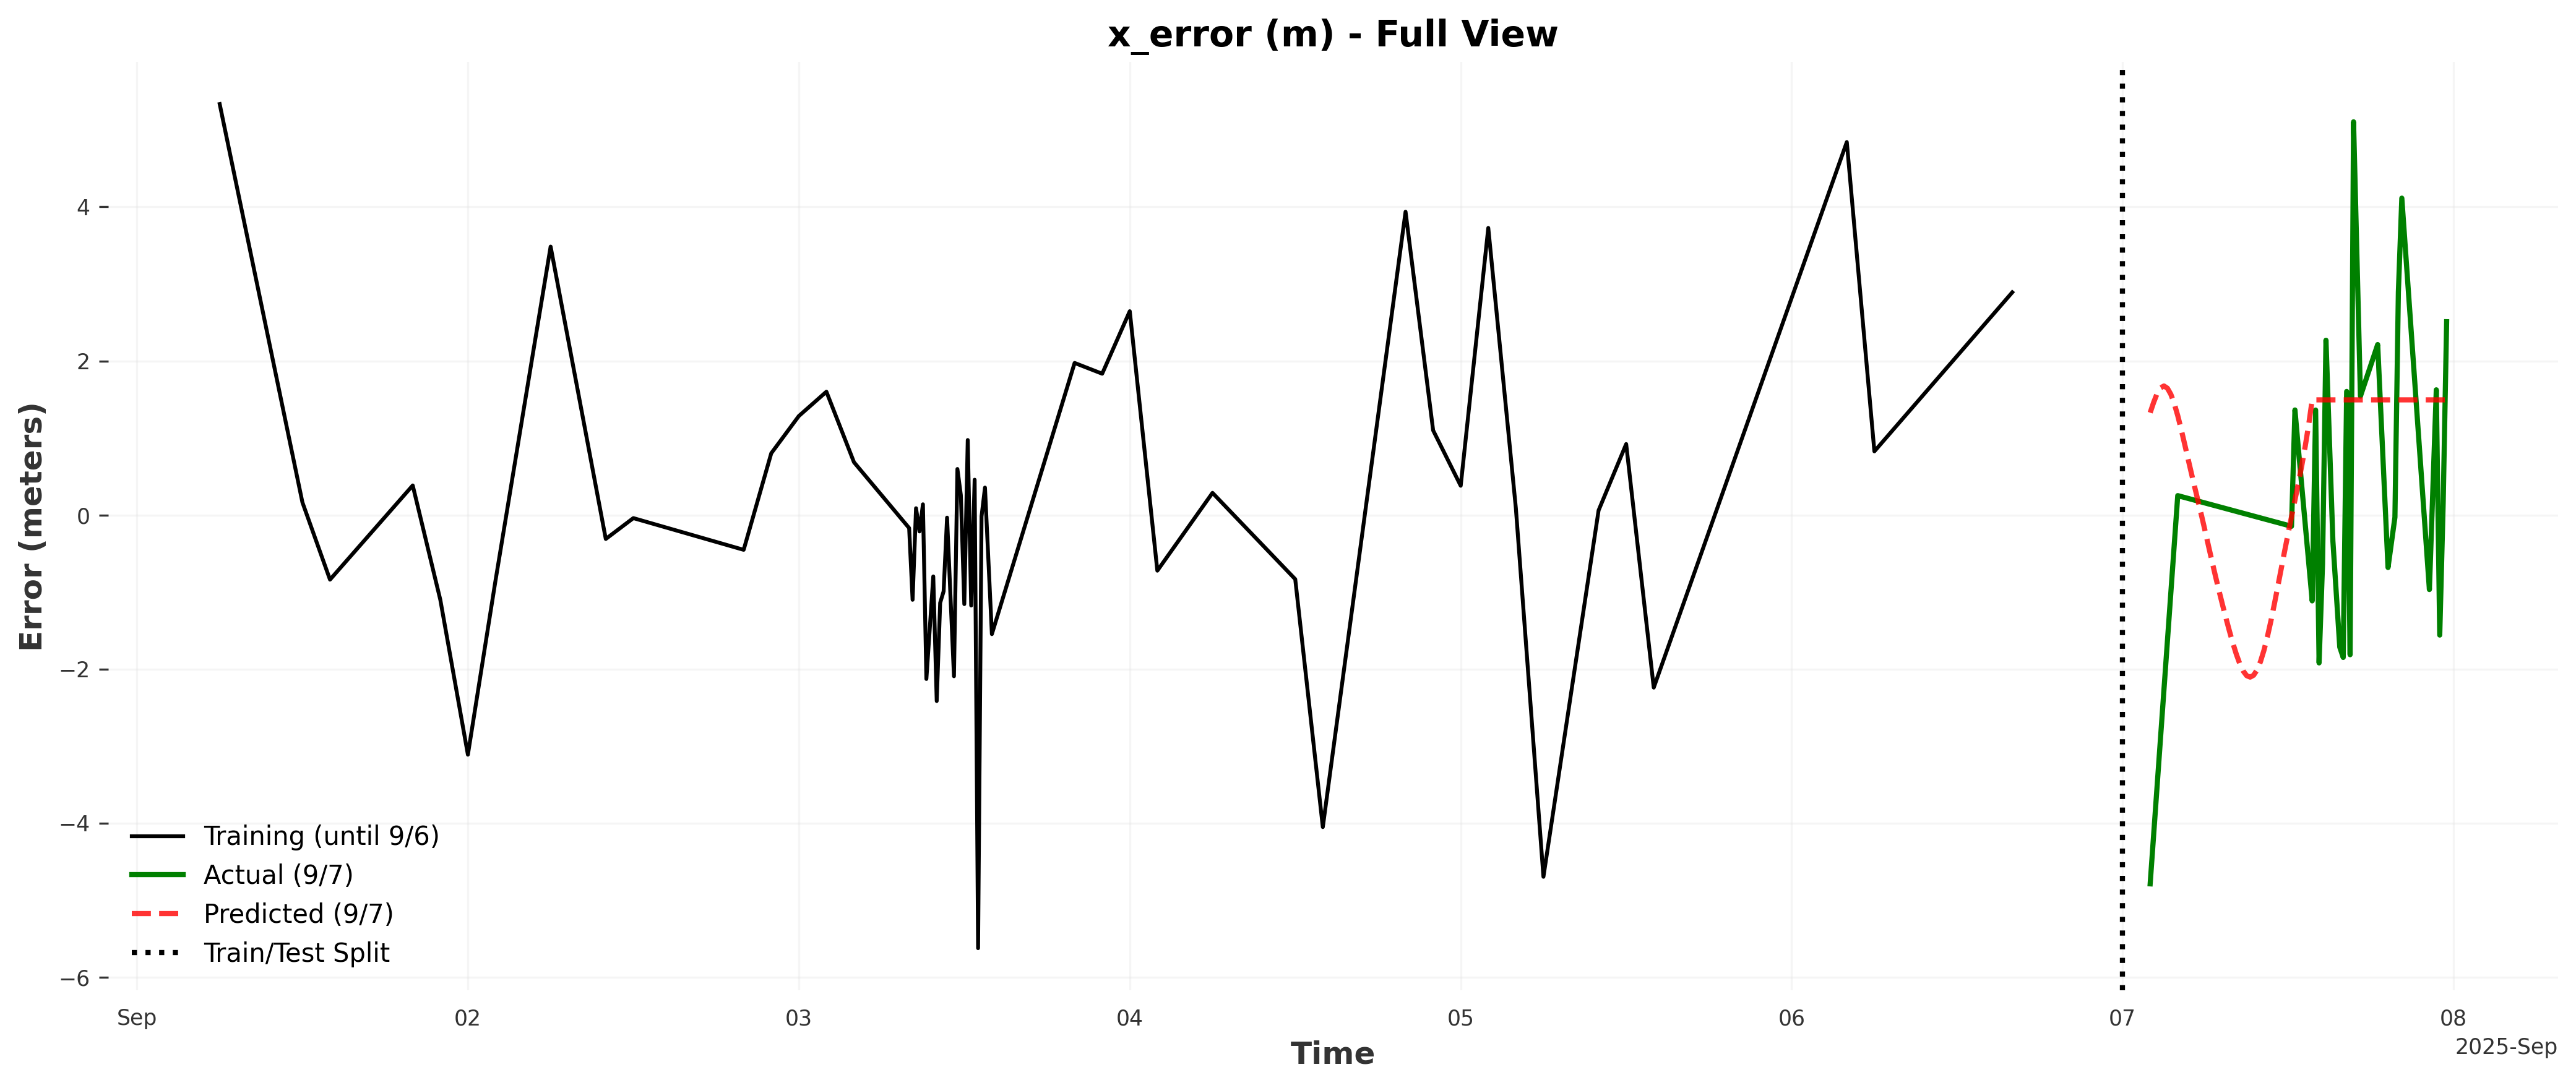 x_error (m) - Full View
Error (meters)
4
2
0
−2
−4
−6
Training (until 9/6)
Actual (9/7)
Predicted (9/7)
Train/Test Split
Sep 02 03 04 05 06 07 08
Time
2025-Sep